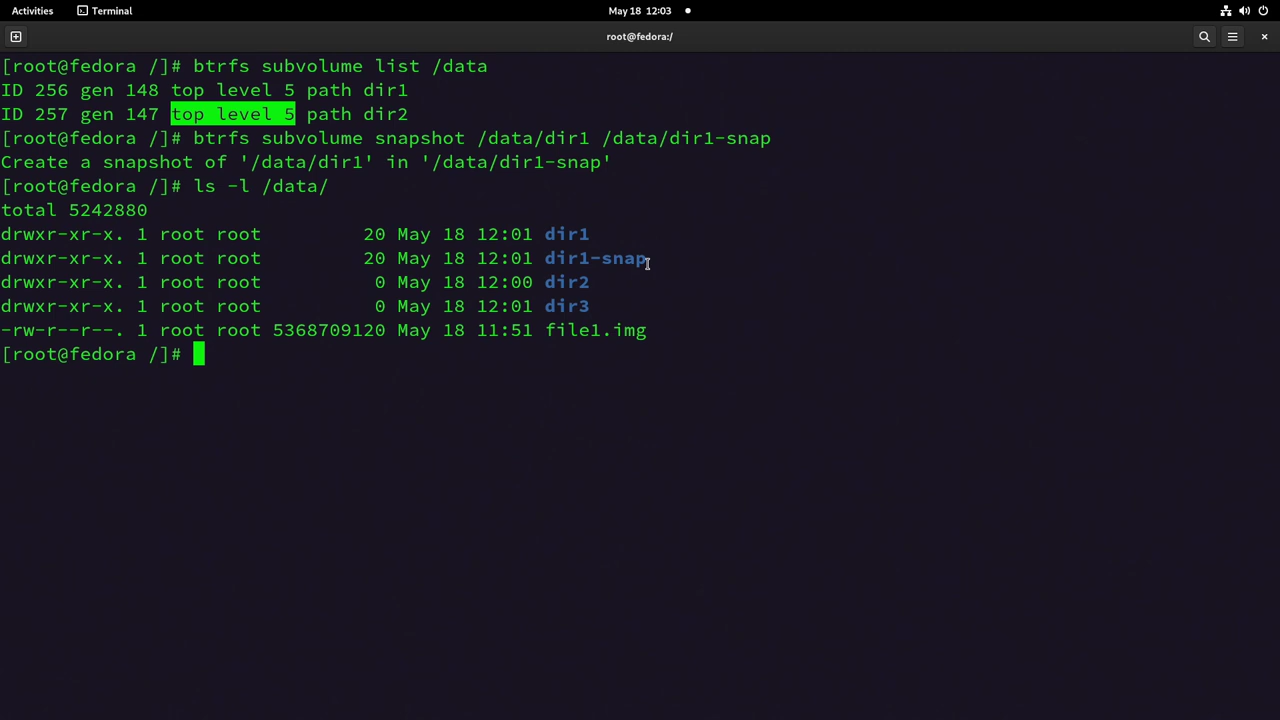 Activities Terminal May 18 12:03
root@fedora:/
[root@fedora /]# btrfs subvolume list /data
ID 256 gen 148 top level 5 path dir1
ID 257 gen 147 top level 5 path dir2
[root@fedora /]# btrfs subvolume snapshot /data/dir1 /data/dir1-snap
Create a snapshot of '/data/dir1' in '/data/dir1-snap'
[root@fedora /]# ls -l /data/
total 5242880
drwxr-xr-x. 1 root root         20 May 18 12:01 dir1
drwxr-xr-x. 1 root root         20 May 18 12:01 dir1-snap
drwxr-xr-x. 1 root root          0 May 18 12:00 dir2
drwxr-xr-x. 1 root root          0 May 18 12:01 dir3
-rw-r--r--. 1 root root 5368709120 May 18 11:51 file1.img
[root@fedora /]#